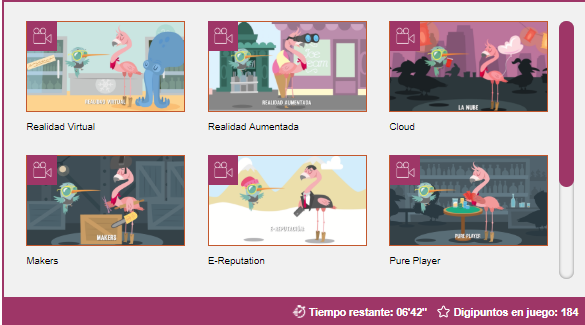 REALIDAD VIRTUAL
REALIDAD AUMENTADA
LA NUBE
Realidad Virtual
Realidad Aumentada
Cloud
MAKERS
E-REPUTACIÓN
PURE PLAYER
Makers
E-Reputation
Pure Player
Tiempo restante: 06'42"
Digipuntos en juego: 184